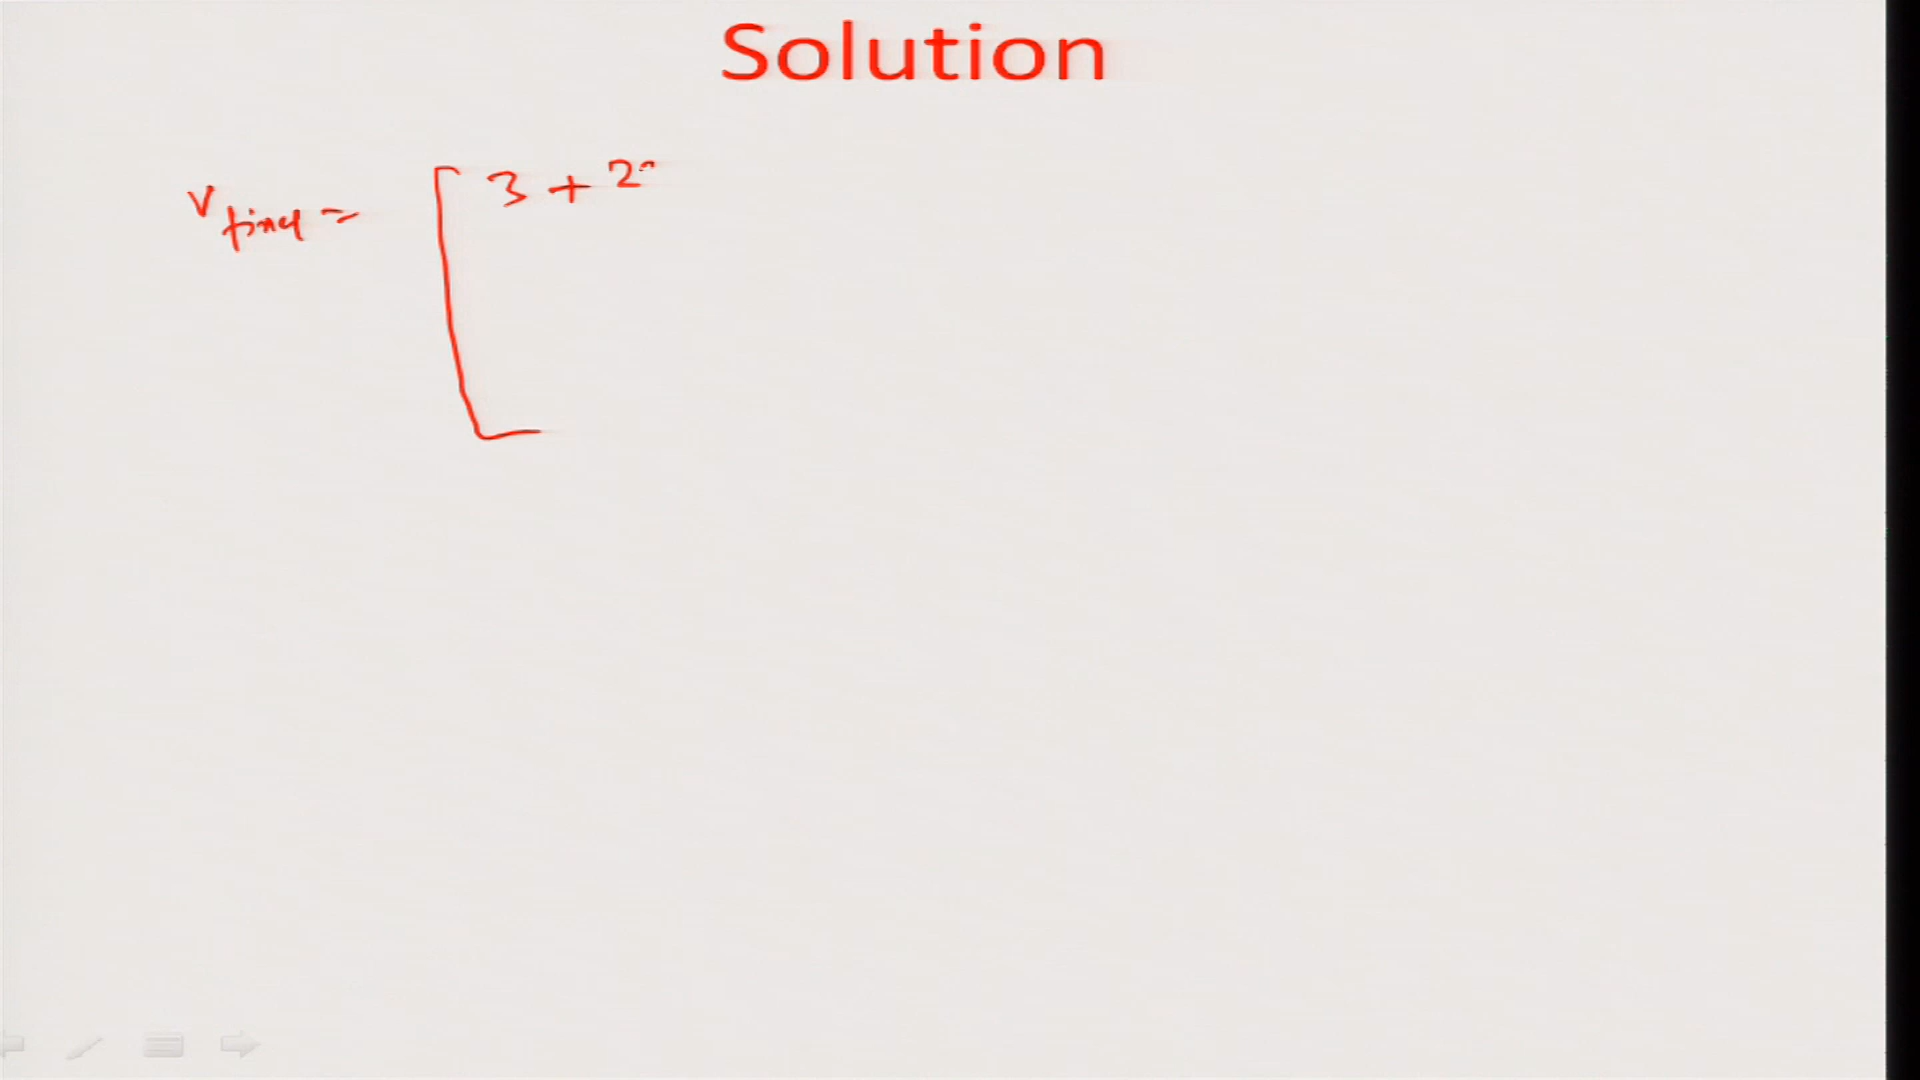 Solution
V final = [ 3 + 2